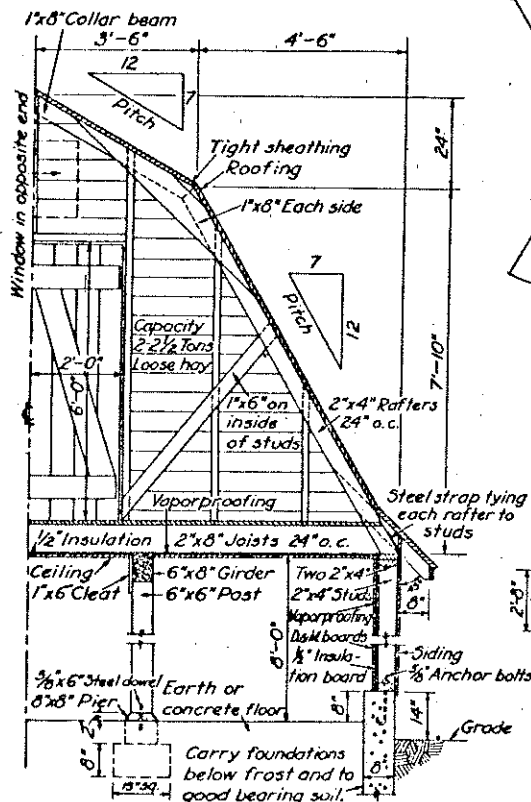 1"x8" Collar beam
3'-6"
4'-6"
12
7
Pitch
24"
Tight sheathing
Roofing
1"x8" Each side
Window in opposite end
7
Pitch
12
Capacity
2-2½ Tons
Loose hay
2'-0"
6'-0"
7'-10"
1"x6" on
inside
of studs
2"x4" Rafters
24" o.c.
Vaporproofing
Steel strap tying
each rafter to
studs
½" Insulation
2"x8" Joists 24" o.c.
Ceiling
1"x6" Cleat
6"x8" Girder
6"x6" Post
Two 2"x4"
2"x4" Studs
Vaporproofing
boards
½" Insula-
tion board
8"
2'-8"
8'-0"
Siding
⅝" Anchor bolts
⅝"x6" Steel dowel
8"x8" Pier
Earth or
concrete floor
8"
14"
Grade
2"
8"
Carry foundations
below frost and to
good bearing soil.
8"
sq.